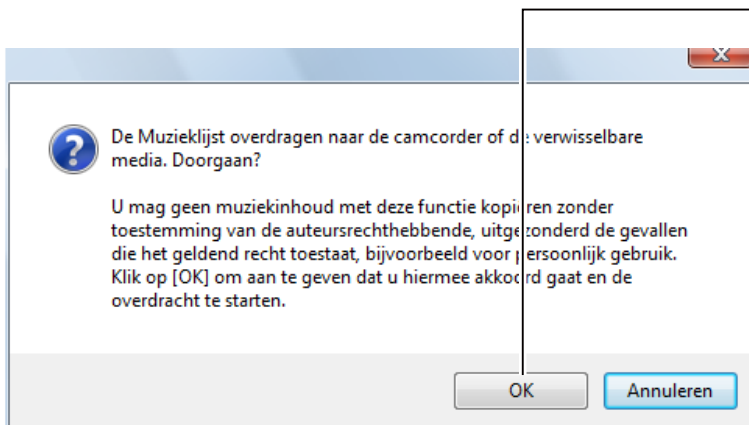 De Muzieklijst overdragen naar de camcorder of de verwisselbare
media. Doorgaan?
U mag geen muziekinhoud met deze functie kopiëren zonder
toestemming van de auteursrechthebbende, uitgezonderd de gevallen
die het geldend recht toestaat, bijvoorbeeld voor persoonlijk gebruik.
Klik op [OK] om aan te geven dat u hiermee akkoord gaat en de
overdracht te starten.
OK
Annuleren